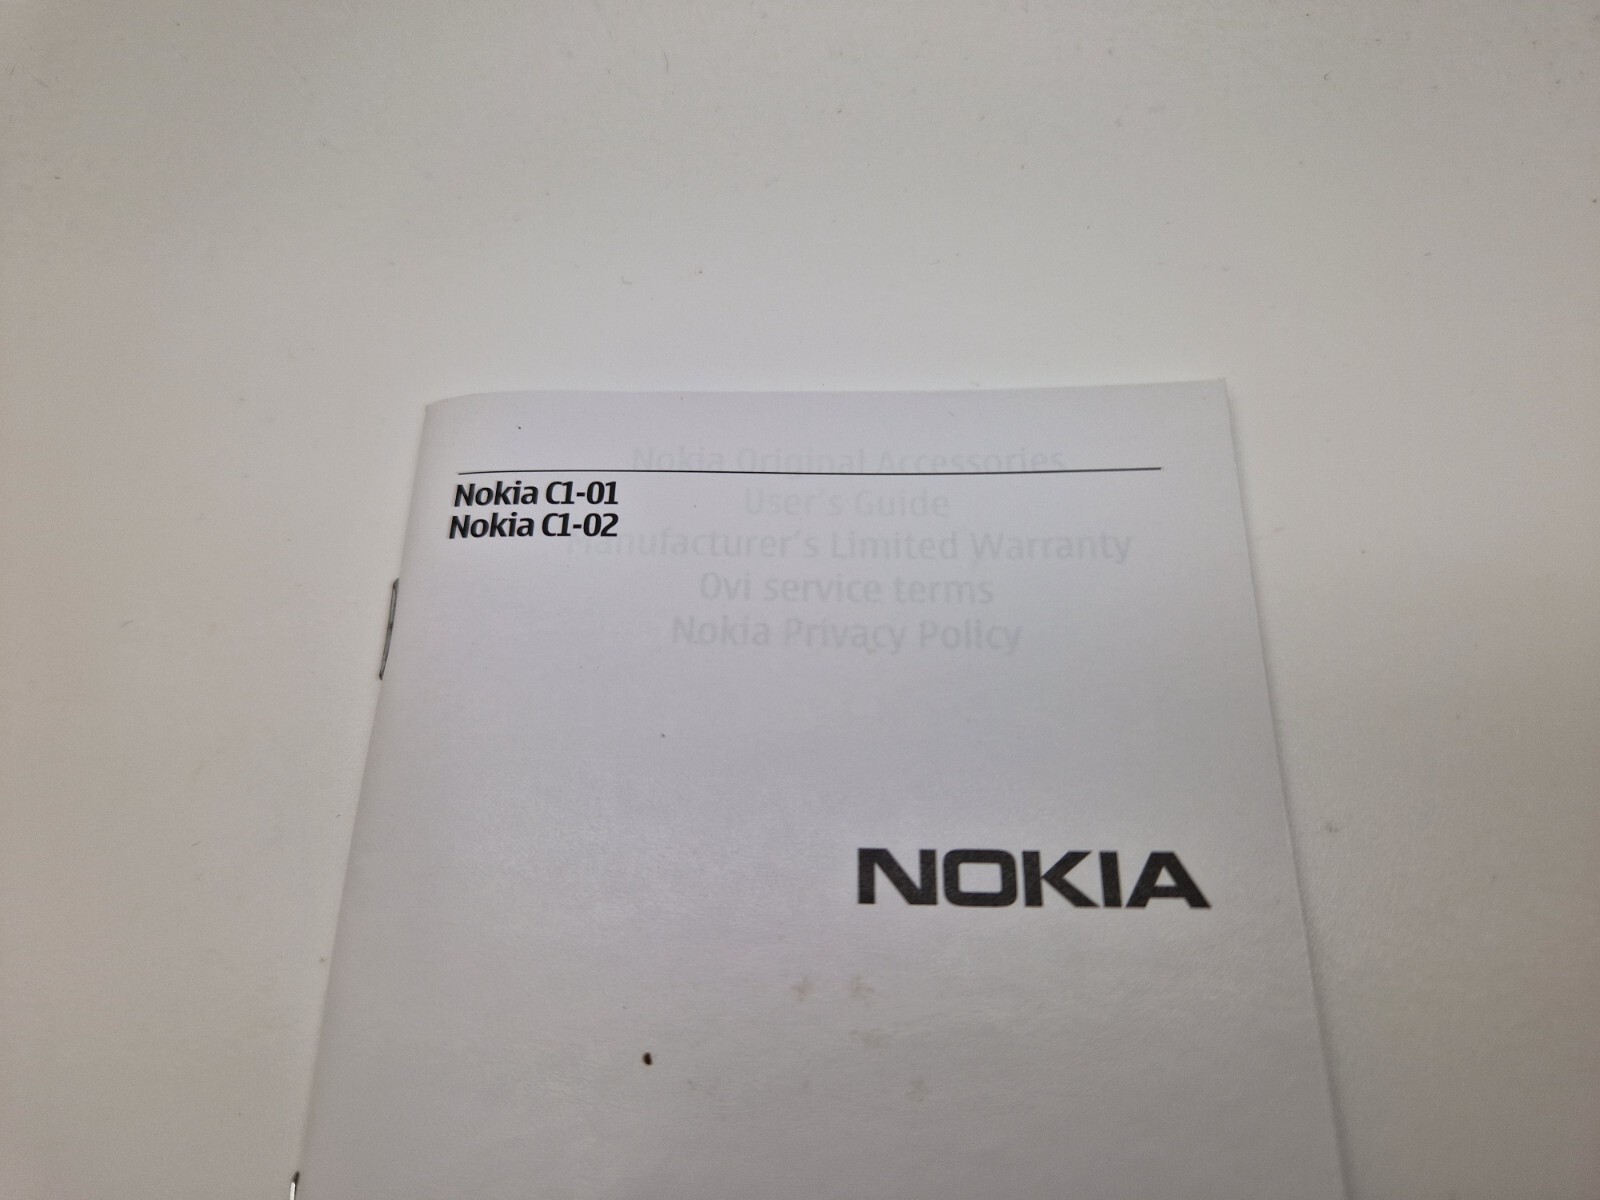 Nokia Original Accessories
Nokia C1-01
User's Guide
Nokia C1-02
Manufacturer's Limited Warranty
Ovi service terms
Nokia Privacy Policy
NOKIA